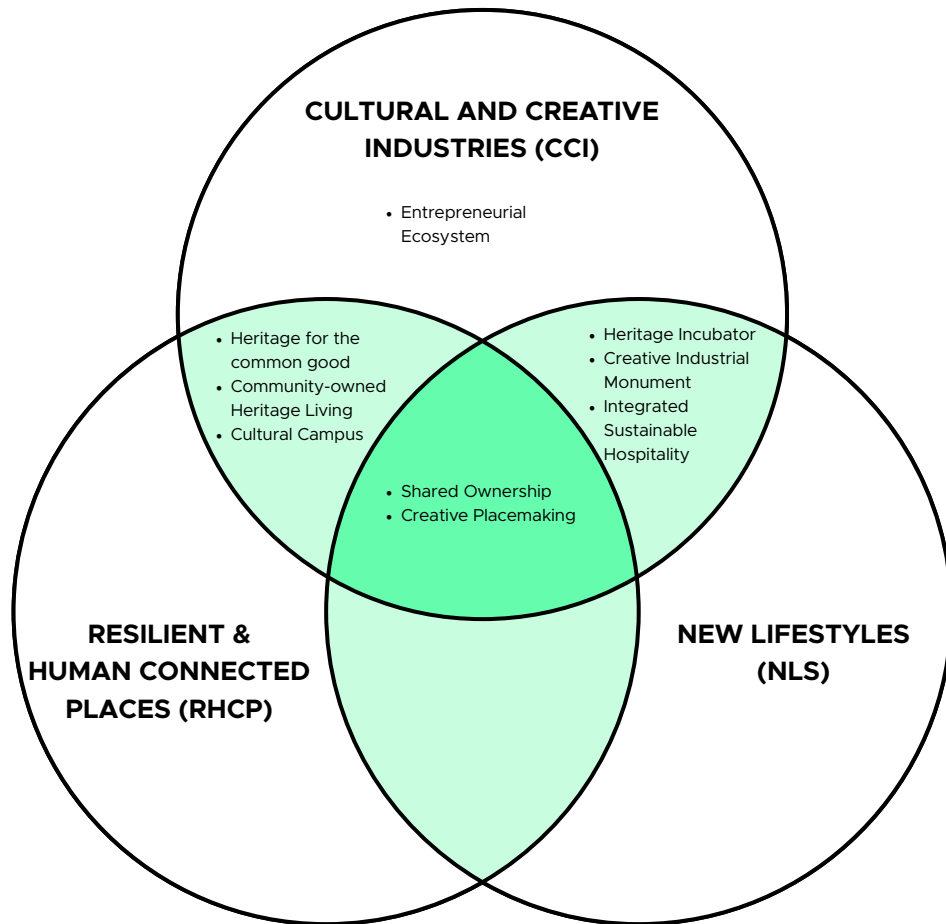 CULTURAL AND CREATIVE
INDUSTRIES (CCI)
• Entrepreneurial
Ecosystem
• Heritage for the
common good
• Community-owned
Heritage Living
• Cultural Campus
• Heritage Incubator
• Creative Industrial
Monument
• Integrated
Sustainable
Hospitality
• Shared Ownership
• Creative Placemaking
RESILIENT &
HUMAN CONNECTED
PLACES (RHCP)
NEW LIFESTYLES
(NLS)